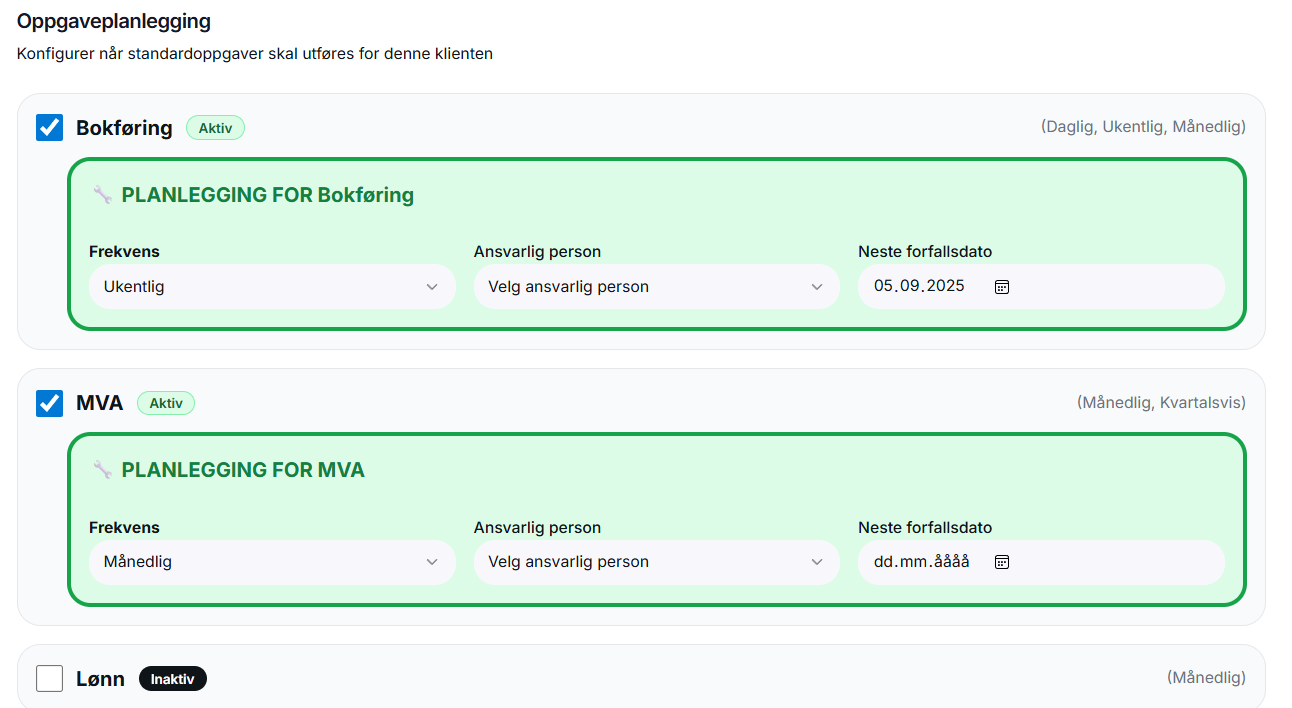 Oppgaveplanlegging
Konfigurer når standardoppgaver skal utføres for denne klienten
Bokføring Aktiv (Daglig, Ukentlig, Månedlig)
PLANLEGGING FOR Bokføring
Frekvens Ansvarlig person Neste forfallsdato
Ukentlig Velg ansvarlig person 05.09.2025
MVA Aktiv (Månedlig, Kvartalsvis)
PLANLEGGING FOR MVA
Frekvens Ansvarlig person Neste forfallsdato
Månedlig Velg ansvarlig person dd.mm.åååå
Lønn Inaktiv (Månedlig)